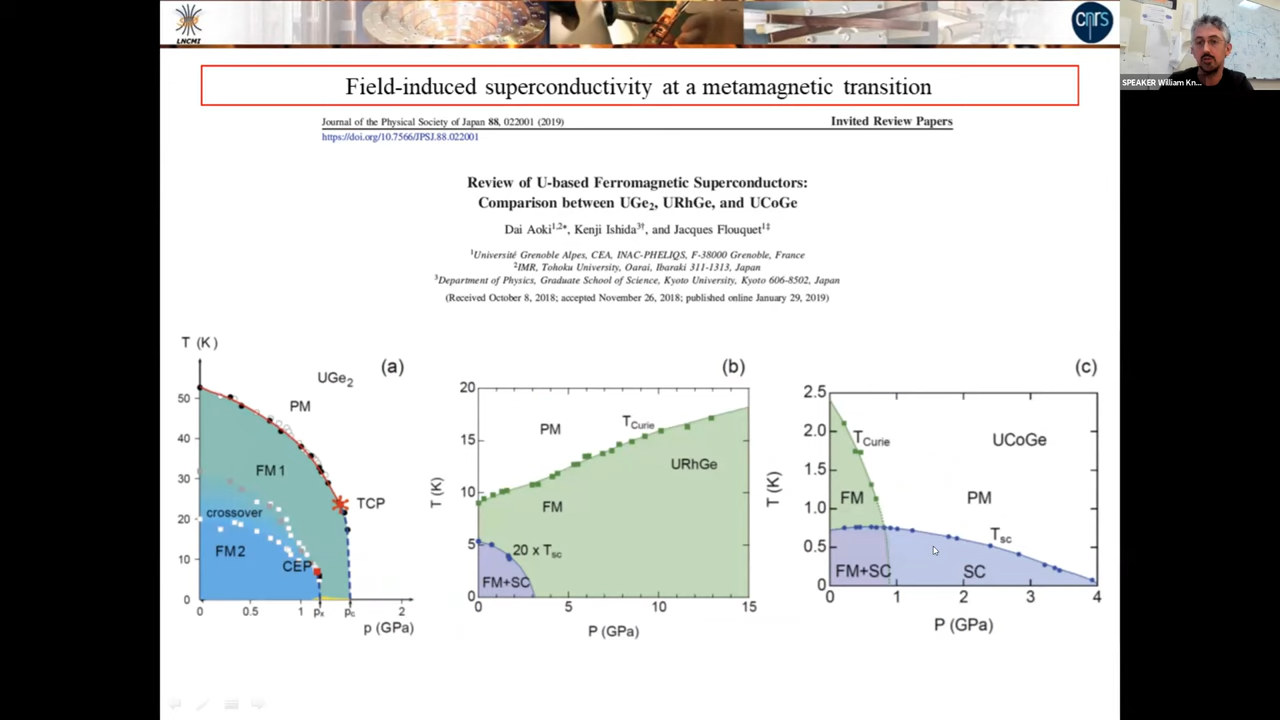 LNCMI
cnrs
SPEAKER William Kn...
Field-induced superconductivity at a metamagnetic transition
Journal of the Physical Society of Japan 88, 022001 (2019)
Invited Review Papers
https://doi.org/10.7566/JPSJ.88.022001
Review of U-based Ferromagnetic Superconductors:
Comparison between UGe₂, URhGe, and UCoGe
Dai Aoki¹,²*, Kenji Ishida³†, and Jacques Flouquet¹‡
¹Université Grenoble Alpes, CEA, INAC-PHELIQS, F-38000 Grenoble, France
²IMR, Tohoku University, Oarai, Ibaraki 311-1313, Japan
³Department of Physics, Graduate School of Science, Kyoto University, Kyoto 606-8502, Japan
(Received October 8, 2018; accepted November 26, 2018; published online January 29, 2019)
T (K)
(a)
UGe₂
PM
50
40
FM1
30
TCP
crossover
20
FM2
CEP
10
0
0 0.5 1 pₓ p_c 2
p (GPa)
(b)
20
PM
T_Curie
15
URhGe
T (K)
10
FM
5
20 x T_sc
FM+SC
0
0 5 10 15
P (GPa)
(c)
2.5
2.0
T_Curie
UCoGe
1.5
T (K)
FM
PM
1.0
T_sc
0.5
FM+SC
SC
0
0 1 2 3 4
P (GPa)